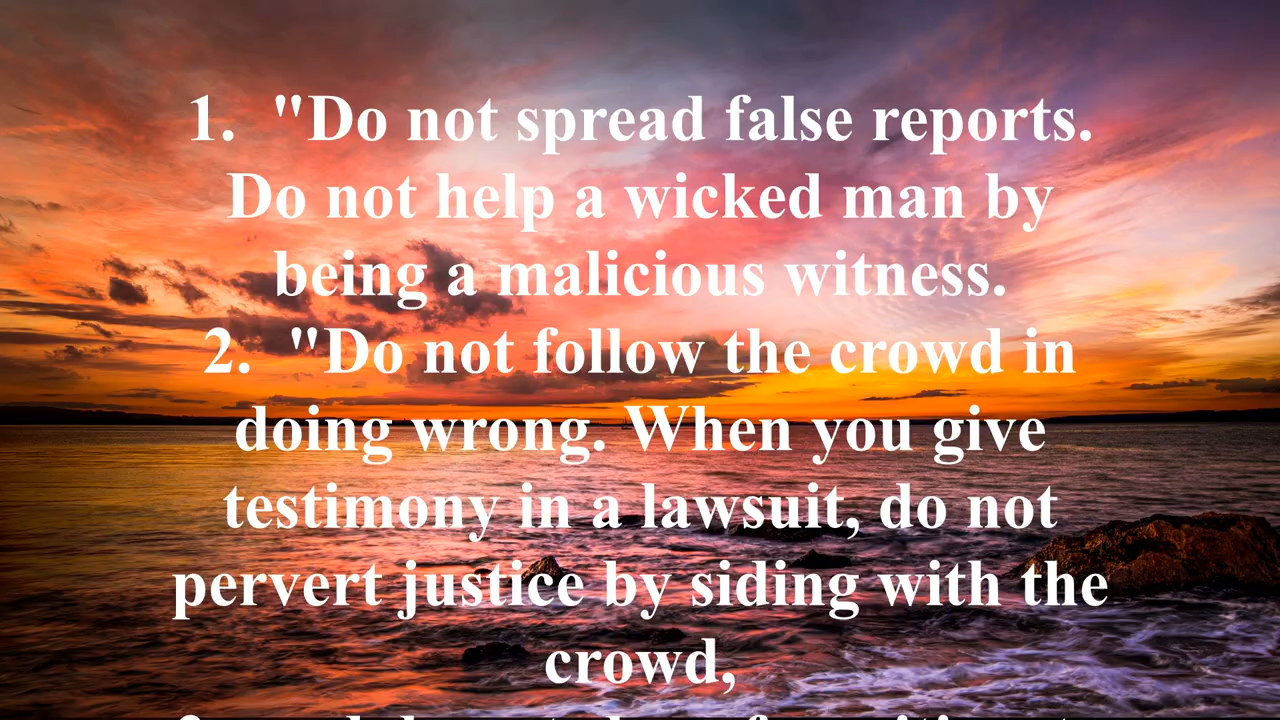 1.  "Do not spread false reports.
Do not help a wicked man by
being a malicious witness.
2.  "Do not follow the crowd in
doing wrong. When you give
testimony in a lawsuit, do not
pervert justice by siding with the
crowd,